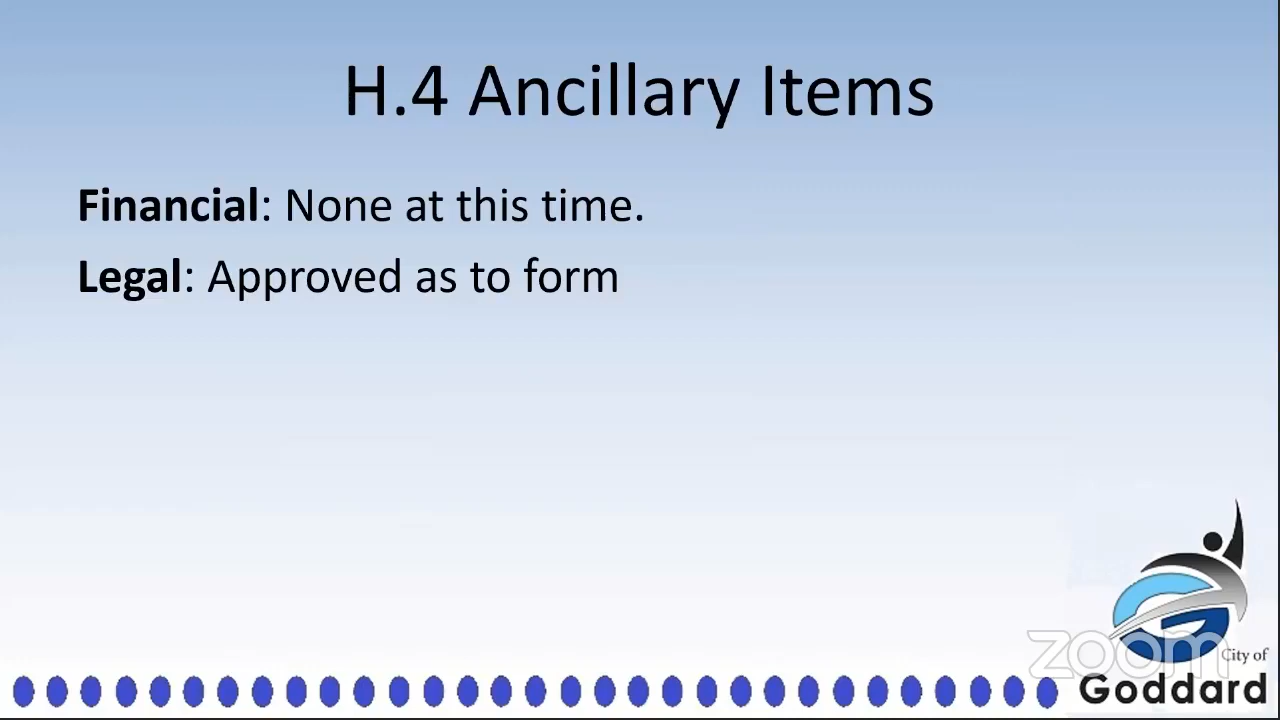 H.4 Ancillary Items
Financial: None at this time.
Legal: Approved as to form
zoom
City of
Goddard